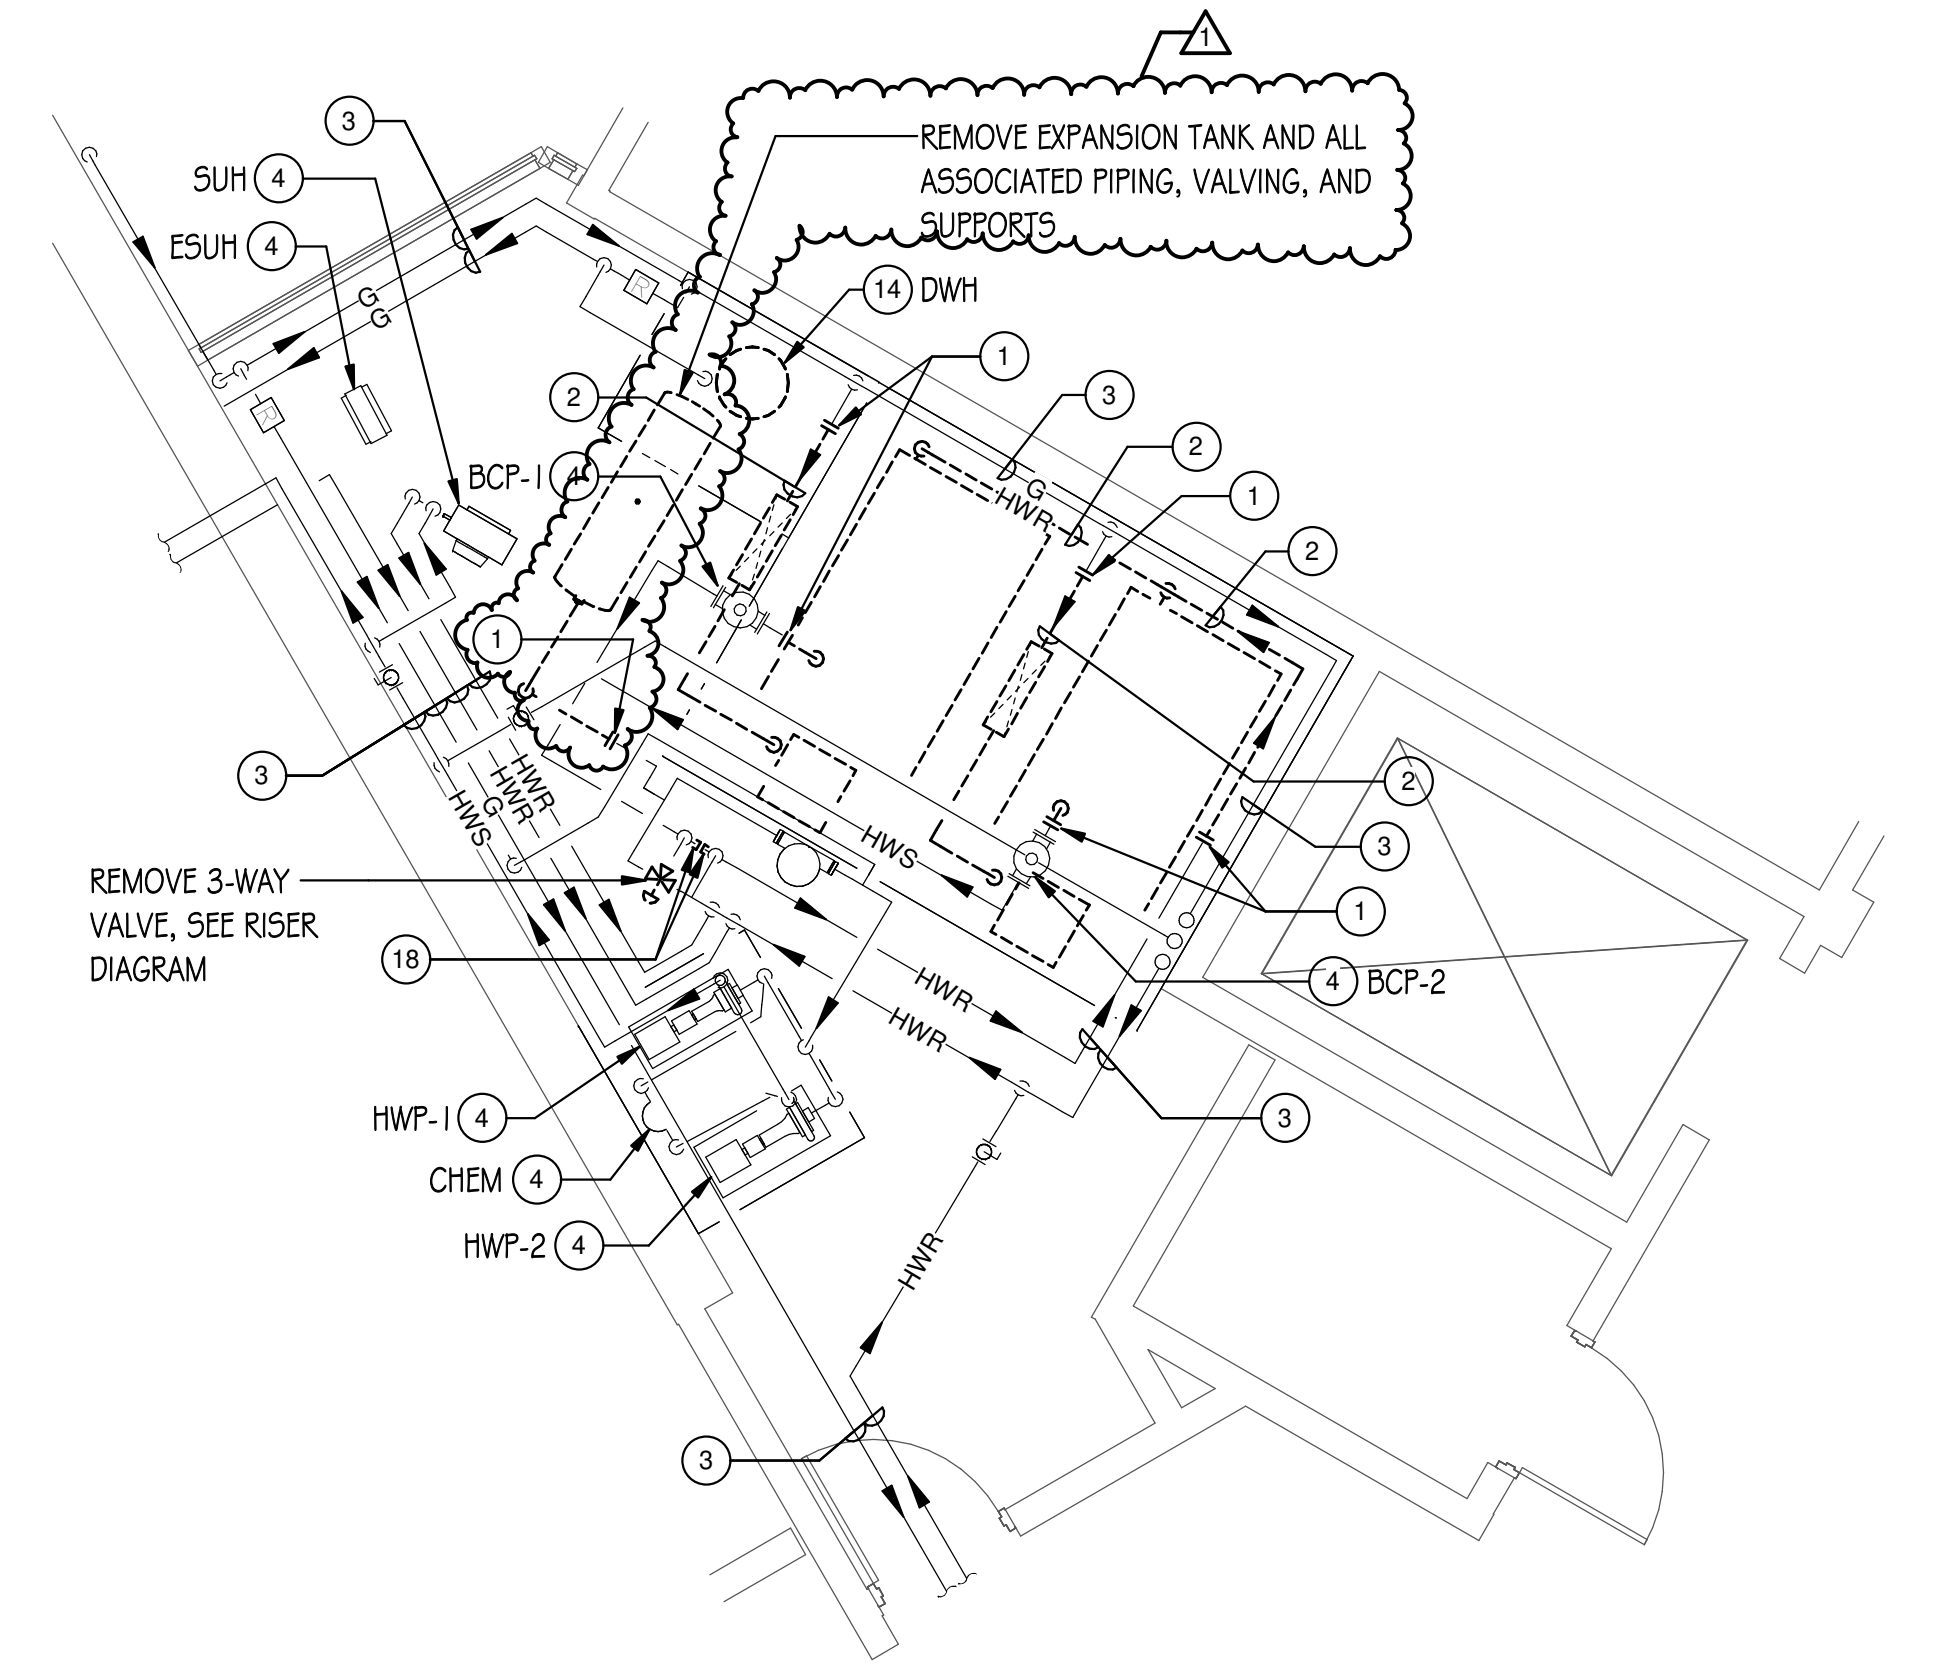 1
REMOVE EXPANSION TANK AND ALL
ASSOCIATED PIPING, VALVING, AND
SUPPORTS
3
SUH 4
ESUH 4
G
G
R
R
14 DWH
1
2
3
BCP-1 4
2
1
G
HWR
2
1
3
2
HWR
HWR
G
HWS
HWS
3
REMOVE 3-WAY
VALVE, SEE RISER
DIAGRAM
18
1
4 BCP-2
HWR
HWR
HWP-1 4
3
CHEM 4
HWP-2 4
HWR
3